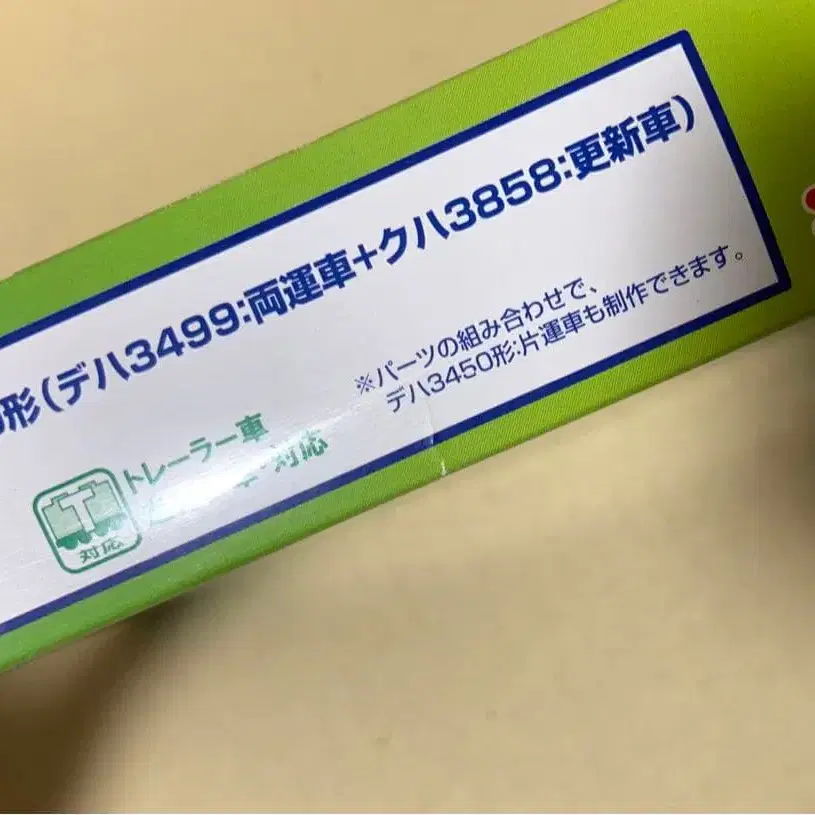 形(デハ3499:両運車+クハ3858:更新車)
※パーツの組み合わせで、
デハ3450形:片運車も制作できます。
トレーラー車
対応
T
対応